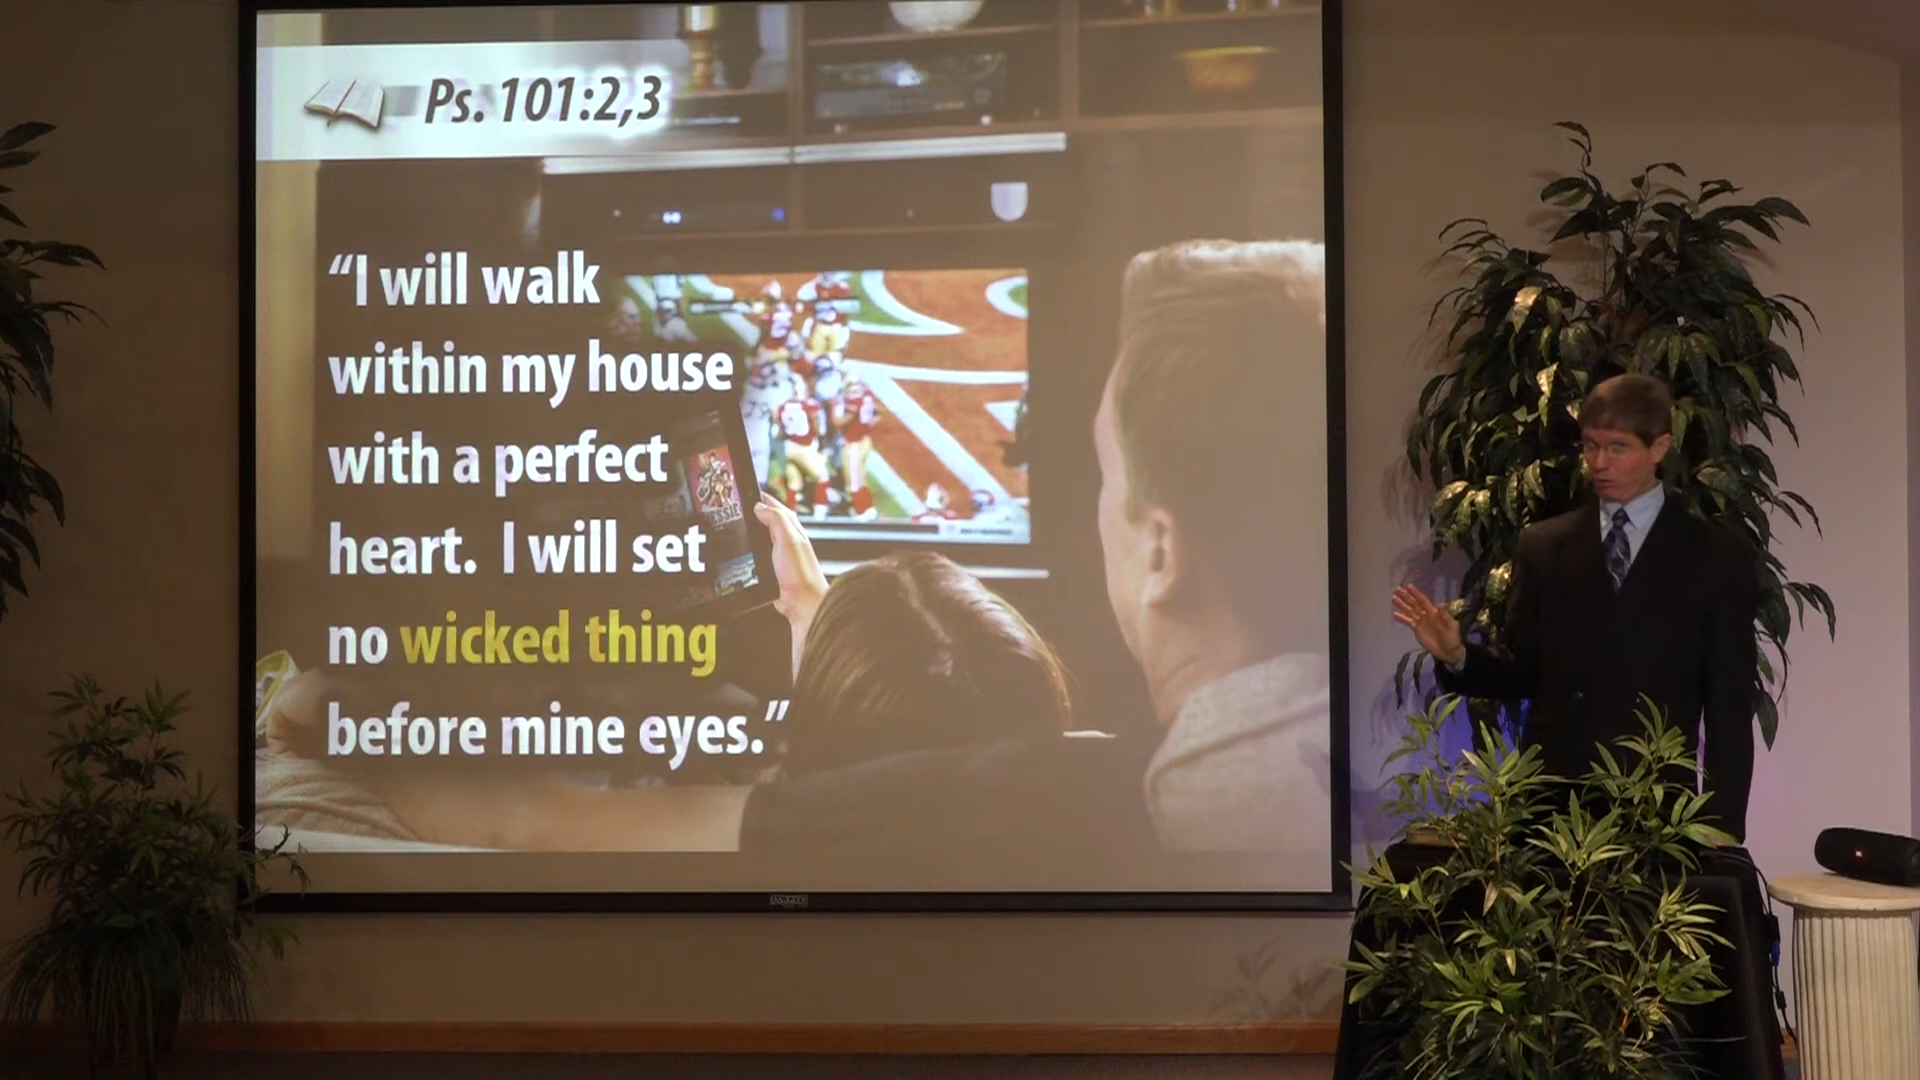 Ps. 101:2,3
“I will walk
within my house
with a perfect
heart. I will set
no wicked thing
before mine eyes.”
JBL